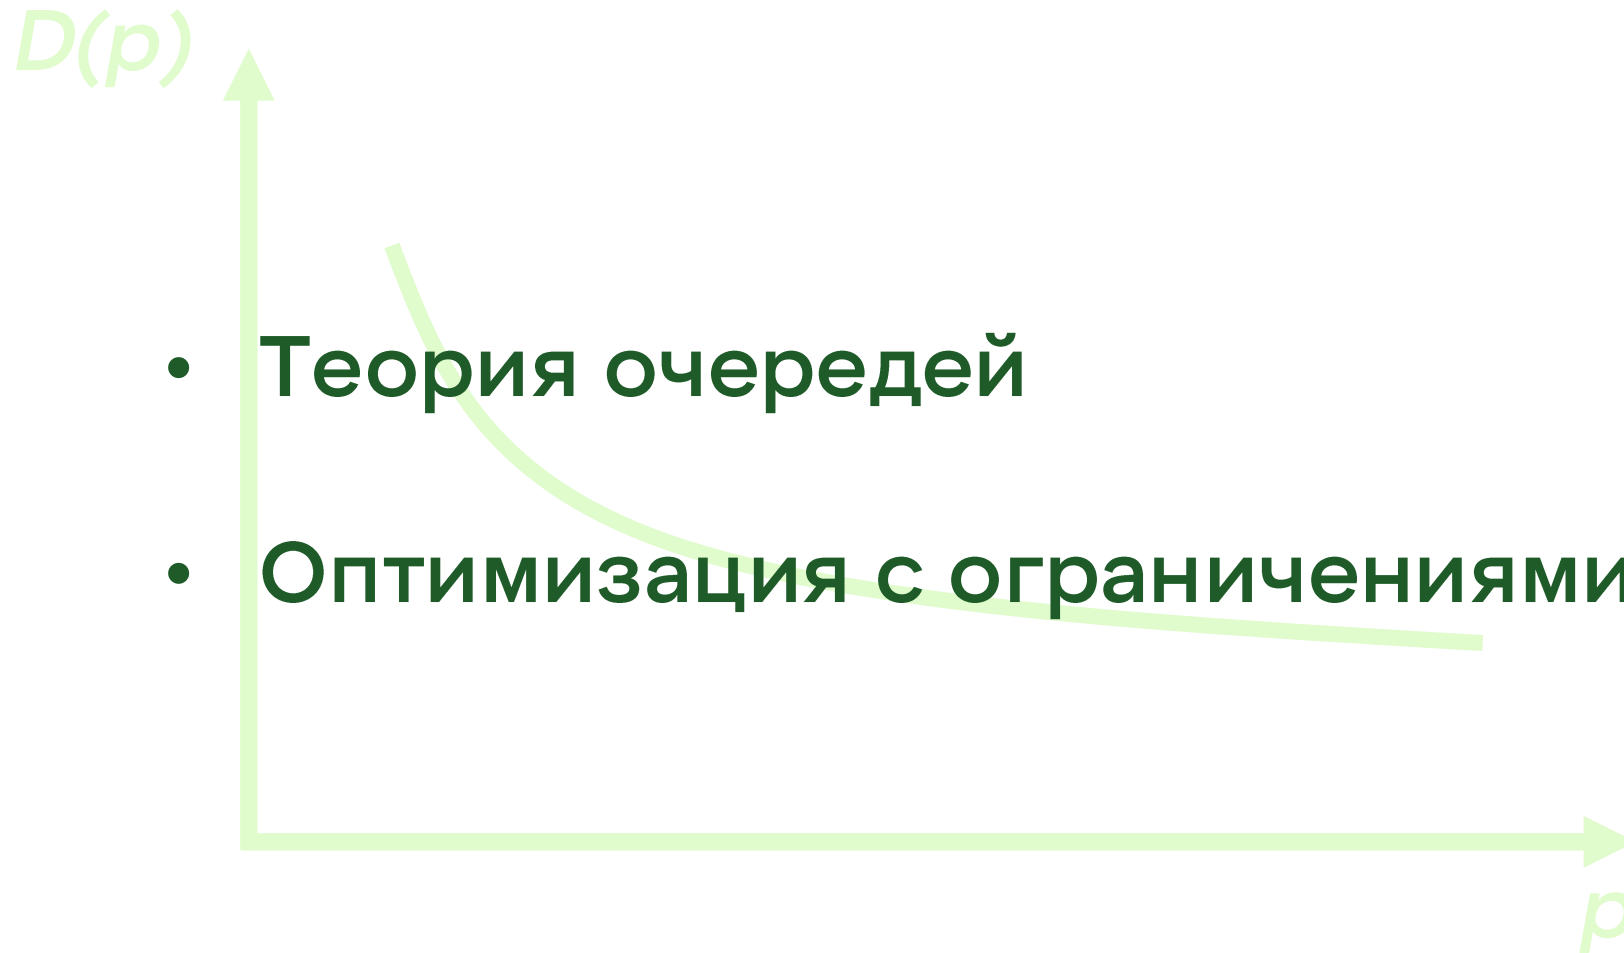 D(p)
• Теория очередей
• Оптимизация с ограничениями
p